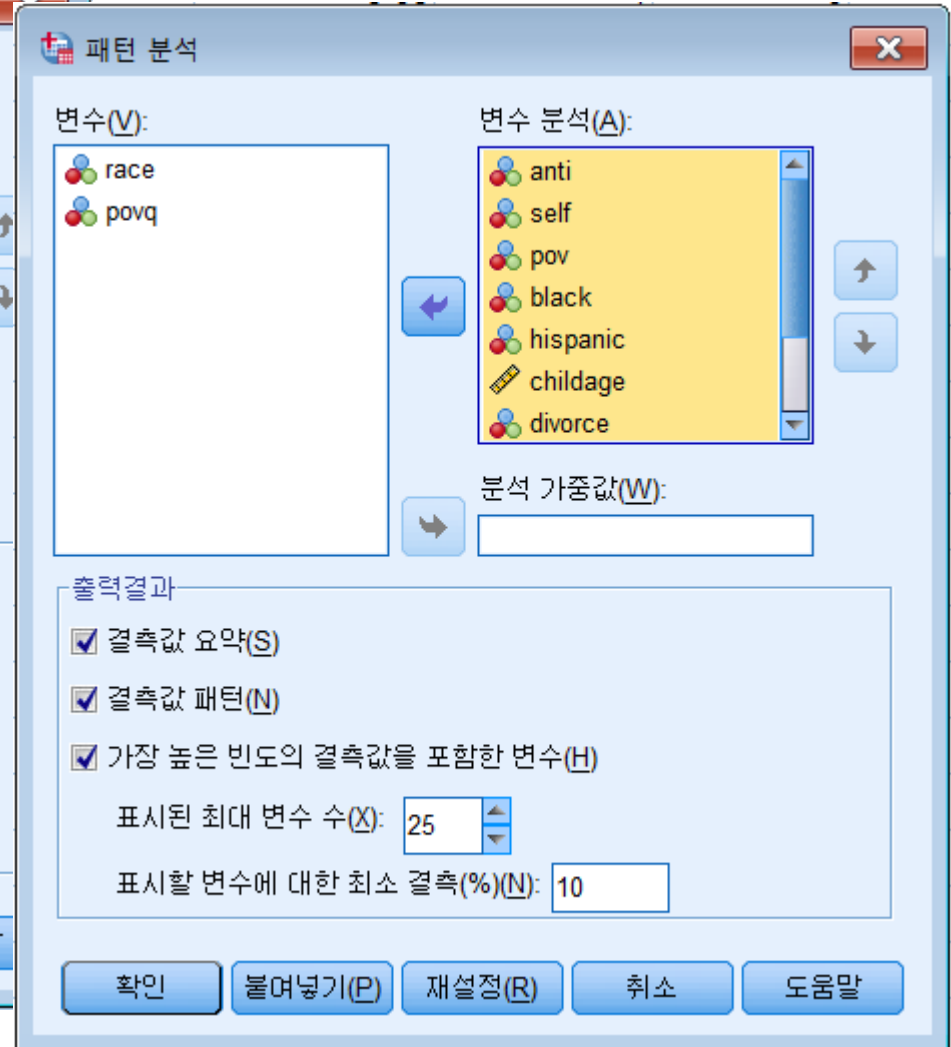 패턴 분석
변수(V):
race
povq
변수 분석(A):
anti
self
pov
black
hispanic
childage
divorce
분석 가중값(W):
출력결과
결측값 요약(S)
결측값 패턴(N)
가장 높은 빈도의 결측값을 포함한 변수(H)
표시된 최대 변수 수(X): 25
표시할 변수에 대한 최소 결측(%)(N): 10
확인 붙여넣기(P) 재설정(R) 취소 도움말